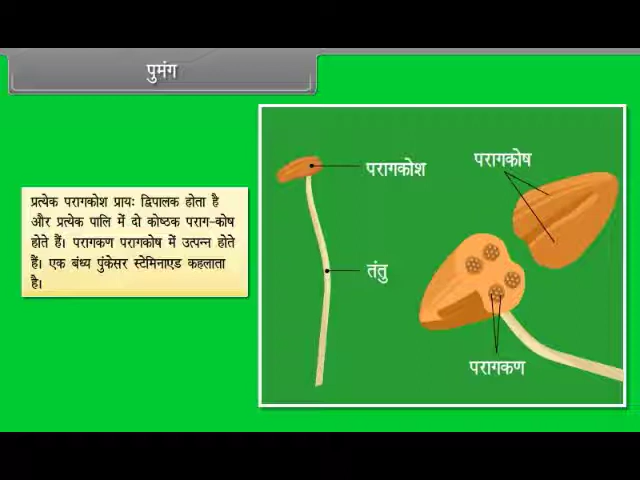 पुमंग
प्रत्येक परागकोश प्रायः द्विपालक होता है
और प्रत्येक पालि में दो कोष्ठक पराग-कोष
होते हैं। परागकण परागकोष में उत्पन्न होते
हैं। एक बंध्य पुंकेसर स्टेमिनाएड कहलाता
है।
परागकोश
परागकोष
तंतु
परागकण